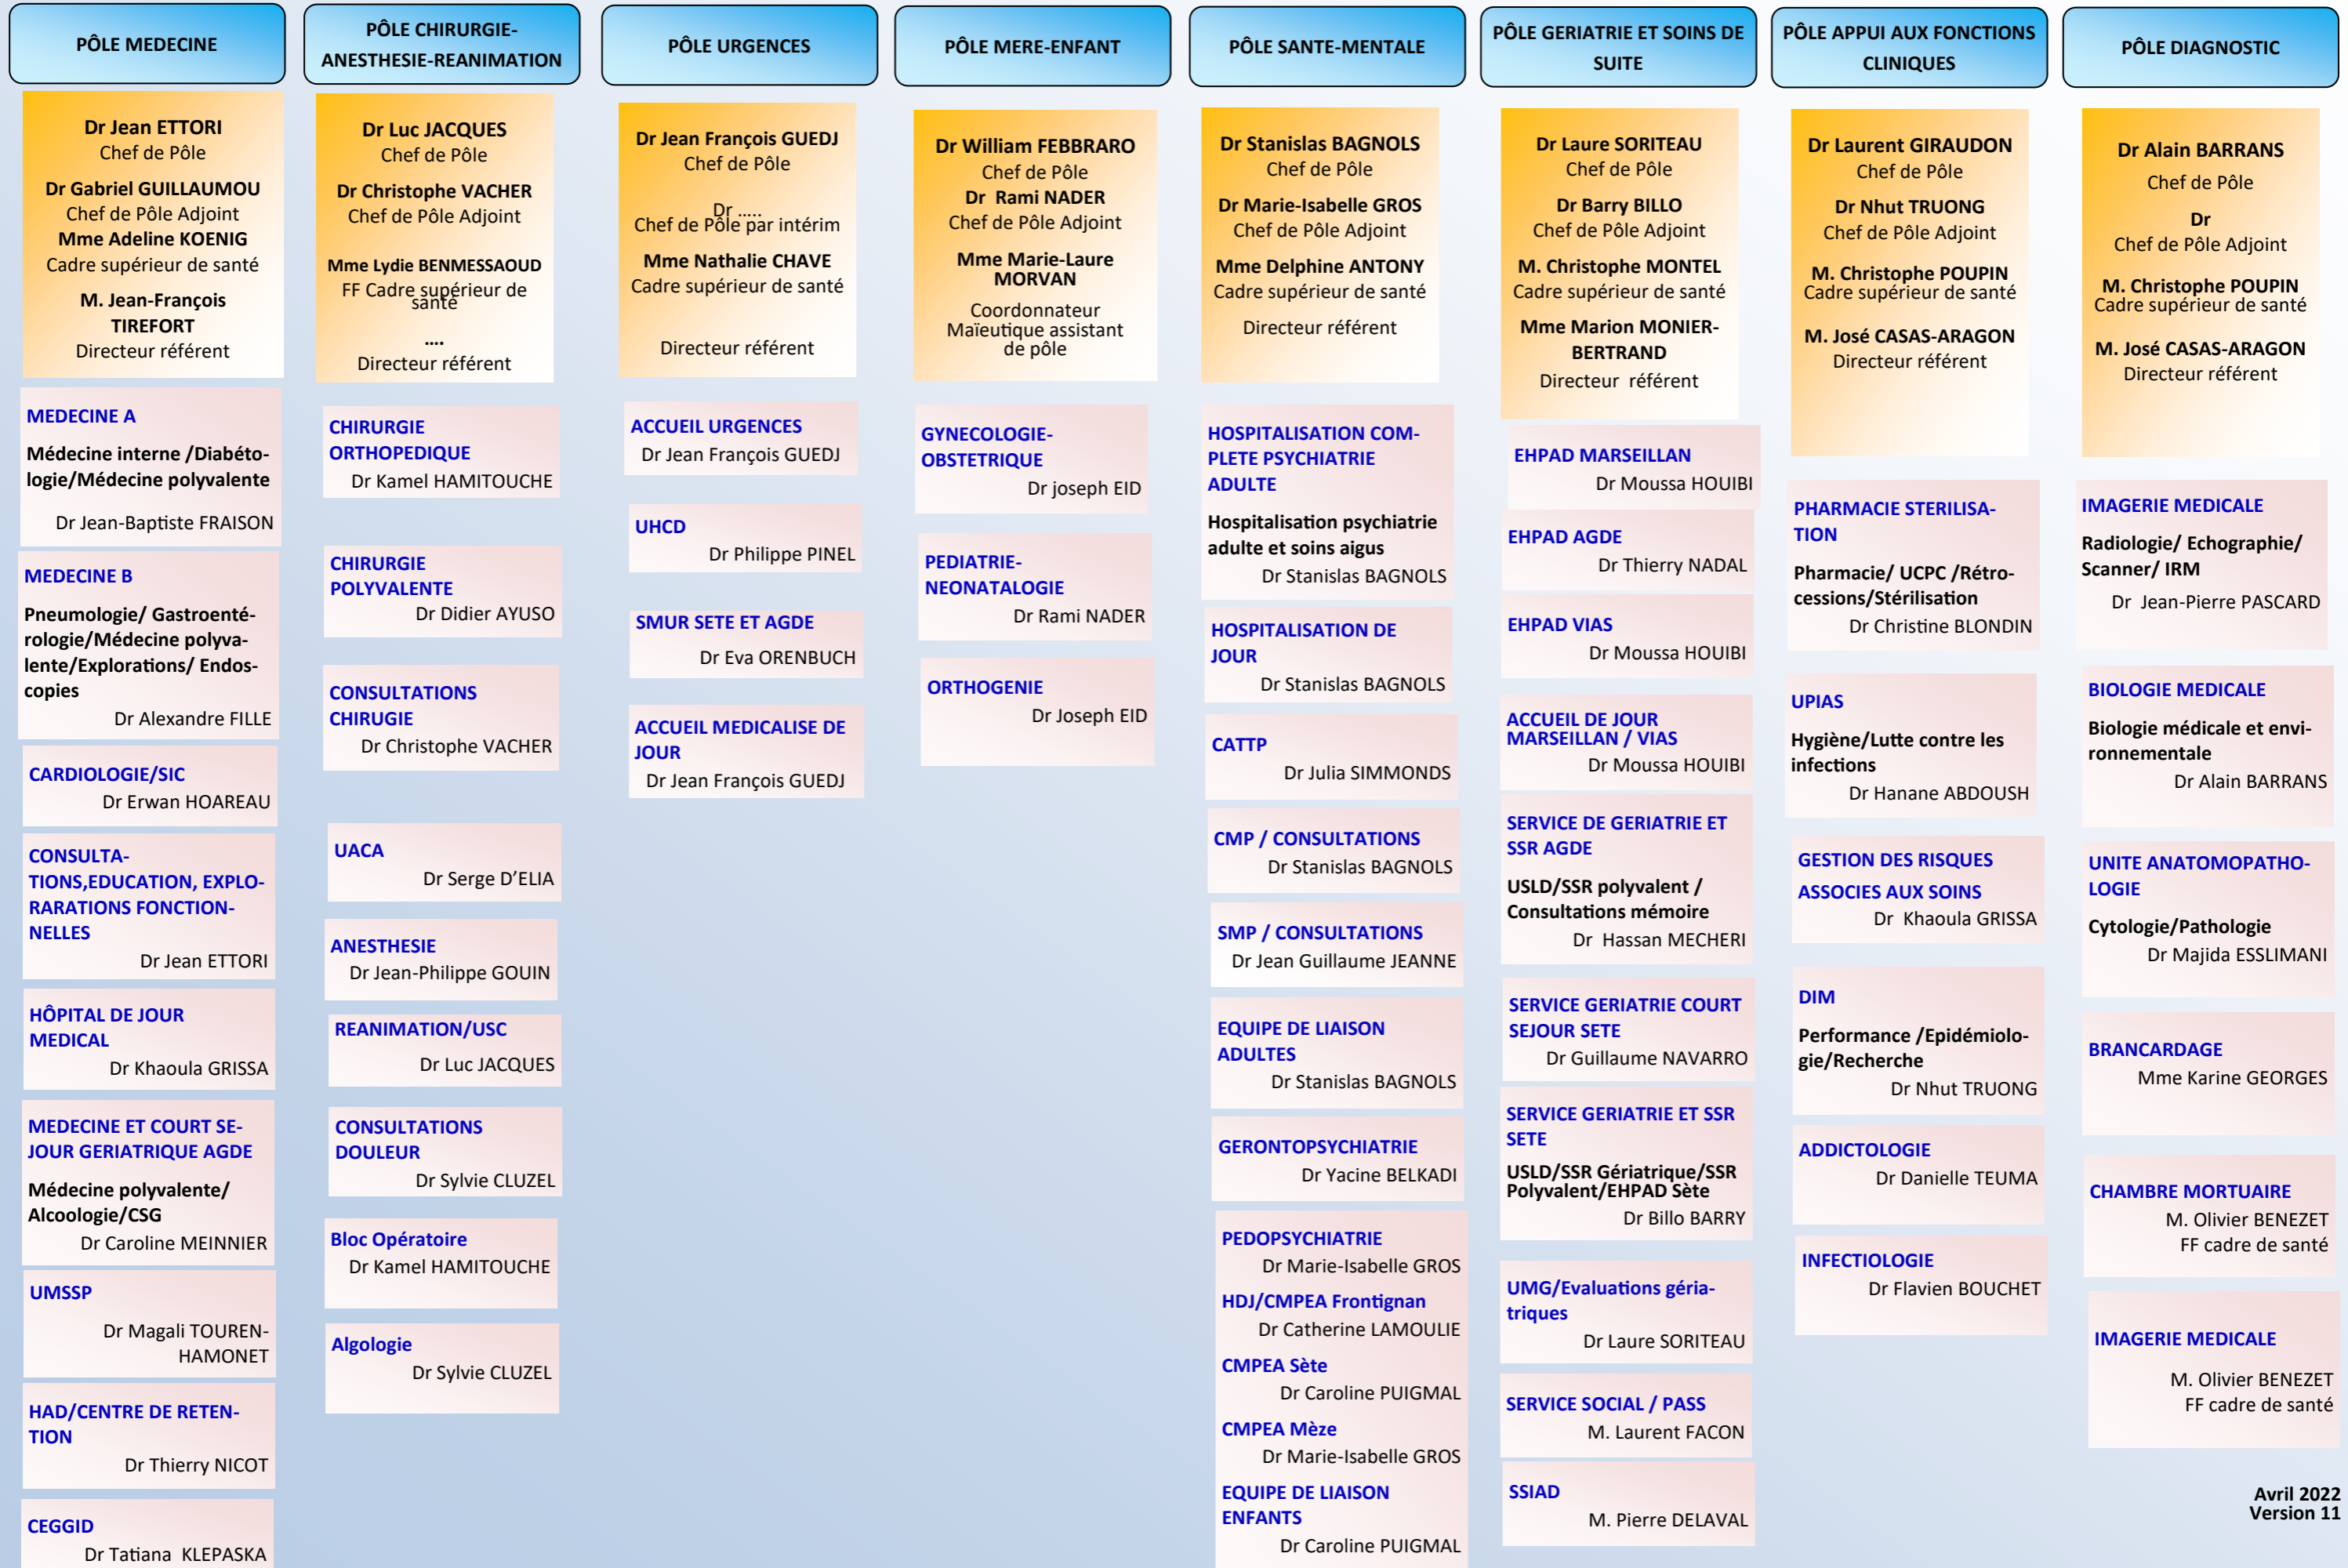 PÔLE MEDECINE
Dr Jean ETTORI
Chef de Pôle
Dr Gabriel GUILLAUMOU
Chef de Pôle Adjoint
Mme Adeline KOENIG
Cadre supérieur de santé
M. Jean-François
TIREFORT
Directeur référent
MEDECINE A
Médecine interne /Diabéto-
logie/Médecine polyvalente
Dr Jean-Baptiste FRAISON
MEDECINE B
Pneumologie/ Gastroenté-
rologie/Médecine polyva-
lente/Explorations/ Endos-
copies
Dr Alexandre FILLE
CARDIOLOGIE/SIC
Dr Erwan HOAREAU
CONSULTA-
TIONS,EDUCATION, EXPLO-
RARATIONS FONCTION-
NELLES
Dr Jean ETTORI
HÔPITAL DE JOUR
MEDICAL
Dr Khaoula GRISSA
MEDECINE ET COURT SE-
JOUR GERIATRIQUE AGDE
Médecine polyvalente/
Alcoologie/CSG
Dr Caroline MEINNIER
UMSSP
Dr Magali TOUREN-
HAMONET
HAD/CENTRE DE RETEN-
TION
Dr Thierry NICOT
CEGGID
Dr Tatiana KLEPASKA
PÔLE CHIRURGIE-
ANESTHESIE-REANIMATION
Dr Luc JACQUES
Chef de Pôle
Dr Christophe VACHER
Chef de Pôle Adjoint
Mme Lydie BENMESSAOUD
FF Cadre supérieur de
santé
....
Directeur référent
CHIRURGIE
ORTHOPEDIQUE
Dr Kamel HAMITOUCHE
CHIRURGIE
POLYVALENTE
Dr Didier AYUSO
CONSULTATIONS
CHIRUGIE
Dr Christophe VACHER
UACA
Dr Serge D’ELIA
ANESTHESIE
Dr Jean-Philippe GOUIN
REANIMATION/USC
Dr Luc JACQUES
CONSULTATIONS
DOULEUR
Dr Sylvie CLUZEL
Bloc Opératoire
Dr Kamel HAMITOUCHE
Algologie
Dr Sylvie CLUZEL
PÔLE URGENCES
Dr Jean François GUEDJ
Chef de Pôle
Dr .....
Chef de Pôle par intérim
Mme Nathalie CHAVE
Cadre supérieur de santé
Directeur référent
ACCUEIL URGENCES
Dr Jean François GUEDJ
UHCD
Dr Philippe PINEL
SMUR SETE ET AGDE
Dr Eva ORENBUCH
ACCUEIL MEDICALISE DE
JOUR
Dr Jean François GUEDJ
PÔLE MERE-ENFANT
Dr William FEBBRARO
Chef de Pôle
Dr Rami NADER
Chef de Pôle Adjoint
Mme Marie-Laure
MORVAN
Coordonnateur
Maïeutique assistant
de pôle
GYNECOLOGIE-
OBSTETRIQUE
Dr joseph EID
PEDIATRIE-
NEONATALOGIE
Dr Rami NADER
ORTHOGENIE
Dr Joseph EID
PÔLE SANTE-MENTALE
Dr Stanislas BAGNOLS
Chef de Pôle
Dr Marie-Isabelle GROS
Chef de Pôle Adjoint
Mme Delphine ANTONY
Cadre supérieur de santé
Directeur référent
HOSPITALISATION COM-
PLETE PSYCHIATRIE
ADULTE
Hospitalisation psychiatrie
adulte et soins aigus
Dr Stanislas BAGNOLS
HOSPITALISATION DE
JOUR
Dr Stanislas BAGNOLS
CATTP
Dr Julia SIMMONDS
CMP / CONSULTATIONS
Dr Stanislas BAGNOLS
SMP / CONSULTATIONS
Dr Jean Guillaume JEANNE
EQUIPE DE LIAISON
ADULTES
Dr Stanislas BAGNOLS
GERONTOPSYCHIATRIE
Dr Yacine BELKADI
PEDOPSYCHIATRIE
Dr Marie-Isabelle GROS
HDJ/CMPEA Frontignan
Dr Catherine LAMOULIE
CMPEA Sète
Dr Caroline PUIGMAL
CMPEA Mèze
Dr Marie-Isabelle GROS
EQUIPE DE LIAISON
ENFANTS
Dr Caroline PUIGMAL
PÔLE GERIATRIE ET SOINS DE
SUITE
Dr Laure SORITEAU
Chef de Pôle
Dr Barry BILLO
Chef de Pôle Adjoint
M. Christophe MONTEL
Cadre supérieur de santé
Mme Marion MONIER-
BERTRAND
Directeur référent
EHPAD MARSEILLAN
Dr Moussa HOUIBI
EHPAD AGDE
Dr Thierry NADAL
EHPAD VIAS
Dr Moussa HOUIBI
ACCUEIL DE JOUR
MARSEILLAN / VIAS
Dr Moussa HOUIBI
SERVICE DE GERIATRIE ET
SSR AGDE
USLD/SSR polyvalent /
Consultations mémoire
Dr Hassan MECHERI
SERVICE GERIATRIE COURT
SEJOUR SETE
Dr Guillaume NAVARRO
SERVICE GERIATRIE ET SSR
SETE
USLD/SSR Gériatrique/SSR
Polyvalent/EHPAD Sète
Dr Billo BARRY
UMG/Evaluations géria-
triques
Dr Laure SORITEAU
SERVICE SOCIAL / PASS
M. Laurent FACON
SSIAD
M. Pierre DELAVAL
PÔLE APPUI AUX FONCTIONS
CLINIQUES
Dr Laurent GIRAUDON
Chef de Pôle
Dr Nhut TRUONG
Chef de Pôle Adjoint
M. Christophe POUPIN
Cadre supérieur de santé
M. José CASAS-ARAGON
Directeur référent
PHARMACIE STERILISA-
TION
Pharmacie/ UCPC /Rétro-
cessions/Stérilisation
Dr Christine BLONDIN
UPIAS
Hygiène/Lutte contre les
infections
Dr Hanane ABDOUSH
GESTION DES RISQUES
ASSOCIES AUX SOINS
Dr Khaoula GRISSA
DIM
Performance /Epidémiolo-
gie/Recherche
Dr Nhut TRUONG
ADDICTOLOGIE
Dr Danielle TEUMA
INFECTIOLOGIE
Dr Flavien BOUCHET
PÔLE DIAGNOSTIC
Dr Alain BARRANS
Chef de Pôle
Dr
Chef de Pôle Adjoint
M. Christophe POUPIN
Cadre supérieur de santé
M. José CASAS-ARAGON
Directeur référent
IMAGERIE MEDICALE
Radiologie/ Echographie/
Scanner/ IRM
Dr Jean-Pierre PASCARD
BIOLOGIE MEDICALE
Biologie médicale et envi-
ronnementale
Dr Alain BARRANS
UNITE ANATOMOPATHO-
LOGIE
Cytologie/Pathologie
Dr Majida ESSLIMANI
BRANCARDAGE
Mme Karine GEORGES
CHAMBRE MORTUAIRE
M. Olivier BENEZET
FF cadre de santé
IMAGERIE MEDICALE
M. Olivier BENEZET
FF cadre de santé
Avril 2022
Version 11